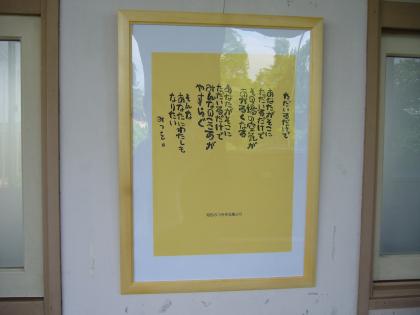 ただいるだけで
あなたがそこに
ただいるだけで
その場の空気が
あかるくなる
あなたがそこに
ただいるだけで
みんなのこころが
やすらぐ
そんな
あなたにわたしも
なりたい
みつを